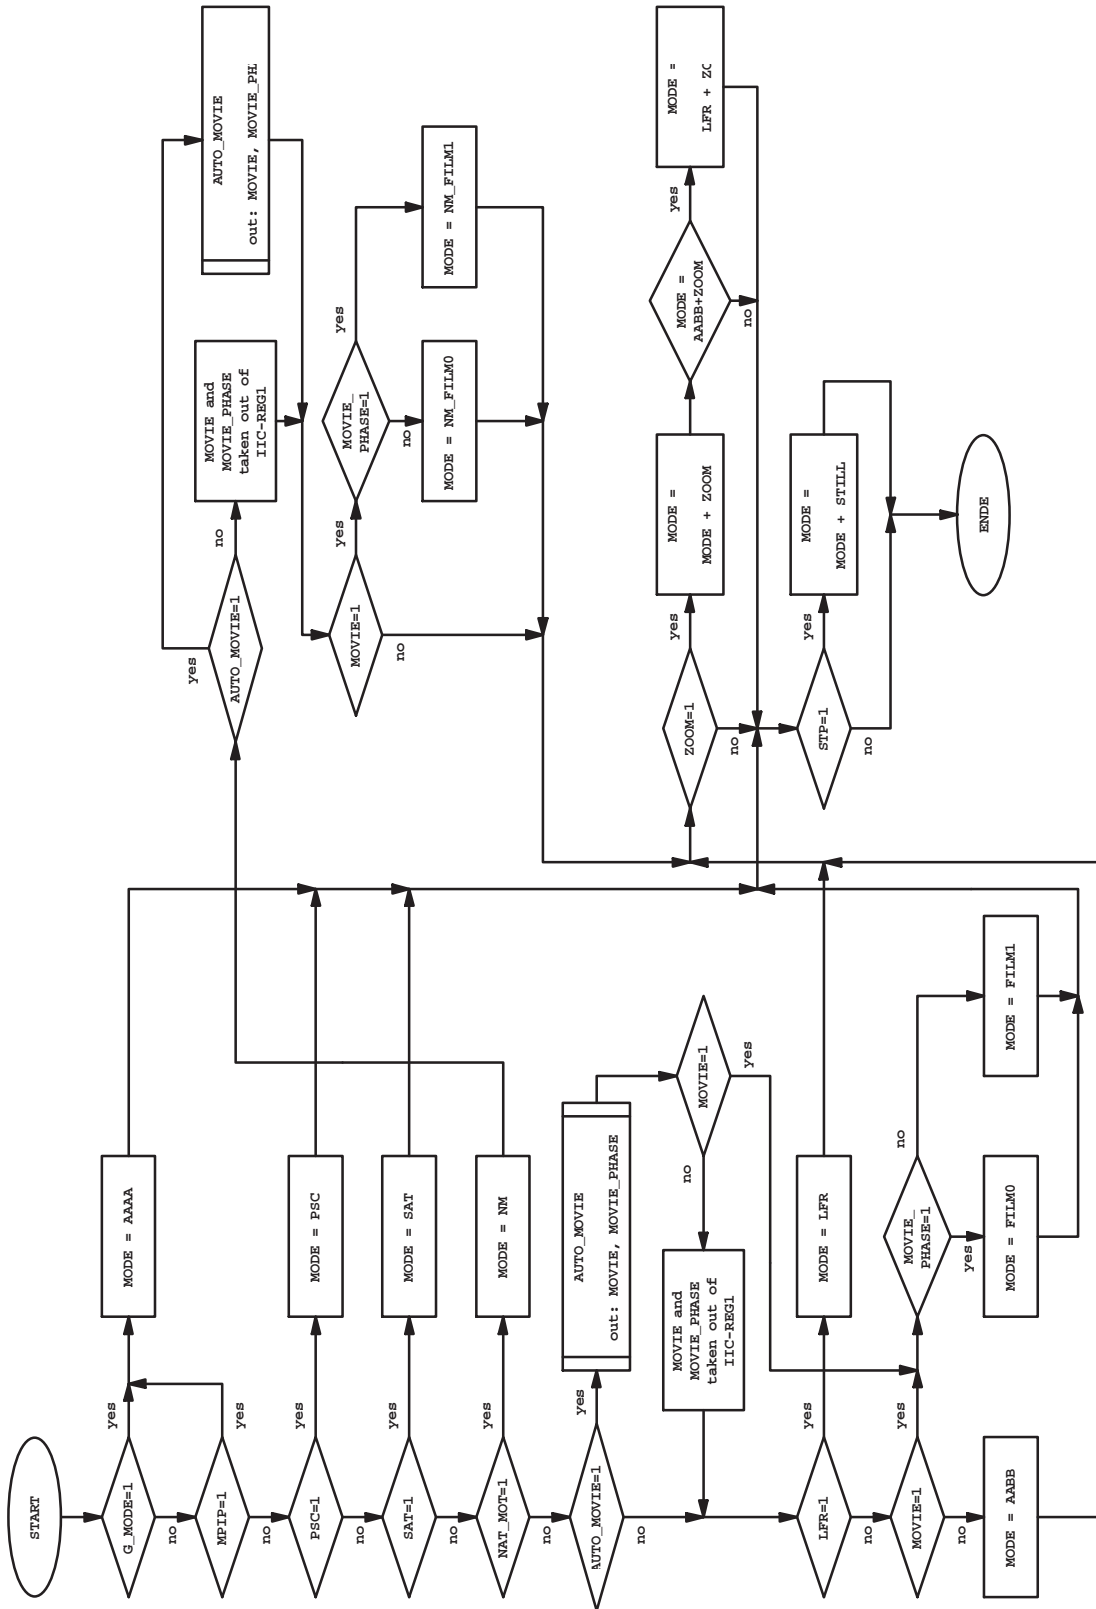 START
G_MODE=1
yes
no
MODE = AAAA
MPIP=1
yes
no
PSC=1
yes
no
MODE = PSC
SAT=1
yes
no
MODE = SAT
NAT_MOT=1
yes
no
MODE = NM
AUTO_MOVIE=1
yes
no
AUTO_MOVIE
out: MOVIE, MOVIE_PHASE
MOVIE=1
no
yes
MOVIE and
MOVIE_PHASE
taken out of
IIC-REG1
LFR=1
yes
no
MODE = LFR
MOVIE=1
yes
no
MOVIE_
PHASE=1
no
yes
MODE = AABB
MODE = FILM0
MODE = FILM1
AUTO_MOVIE=1
yes
no
MOVIE and
MOVIE_PHASE
taken out of
IIC-REG1
AUTO_MOVIE
out: MOVIE, MOVIE_PH
MOVIE=1
yes
no
MOVIE_
PHASE=1
yes
no
MODE = NM_FILM0
MODE = NM_FILM1
ZOOM=1
yes
no
MODE =
MODE + ZOOM
MODE =
AABB+ZOOM
yes
no
MODE =
LFR +
STP=1
yes
no
MODE =
MODE + STILL
ENDE